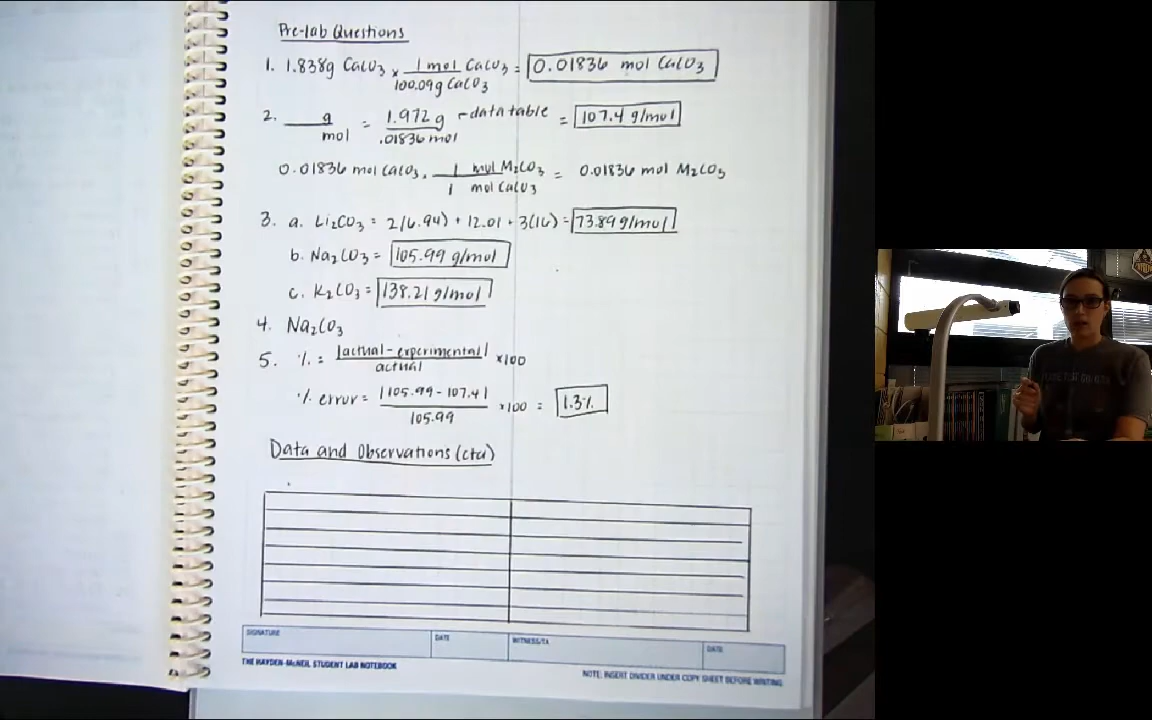 Pre-lab Questions
1. 1.838g CaCO3 × 1 mol CaCO3 / 100.09g CaCO3 = 0.01836 mol CaCO3
2. ___ g / mol = 1.972 g / .01836 mol - data table = 107.4 g/mol
0.01836 mol CaCO3 · 1 mol M2CO3 / 1 mol CaCO3 = 0.01836 mol M2CO3
3. a. Li2CO3 = 2(6.94) + 12.01 + 3(16) = 73.89 g/mol
b. Na2CO3 = 105.99 g/mol
c. K2CO3 = 138.21 g/mol
4. Na2CO3
5. % = |actual - experimental| / actual × 100
% error = |105.99 - 107.4| / 105.99 × 100 = 1.3%
Data and Observations (ctd)
SIGNATURE DATE WITNESS/TA DATE
THE HAYDEN-McNEIL STUDENT LAB NOTEBOOK NOTE: INSERT DIVIDER UNDER COPY SHEET BEFORE WRITING